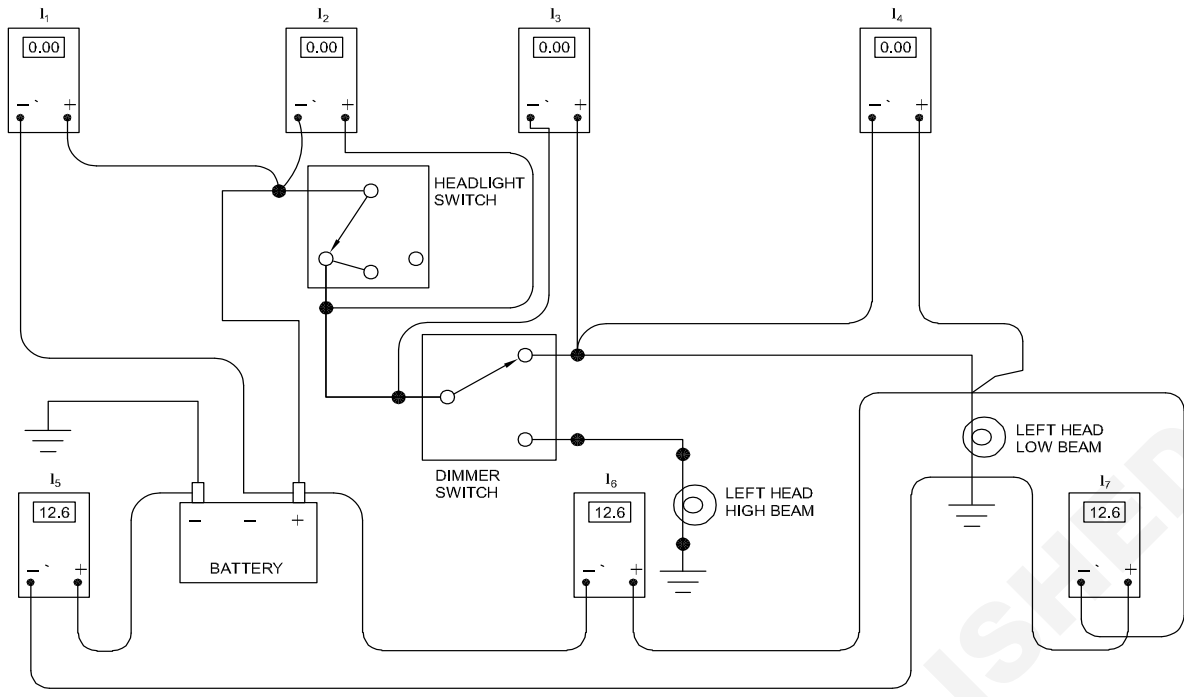 I₁ I₂ I₃ I₄
0.00 0.00 0.00 0.00
− ` + − ` + − ` + − ` +
HEADLIGHT
SWITCH
LEFT HEAD
LOW BEAM
DIMMER
SWITCH
I₅ I₆ I₇
12.6 12.6 12.6
LEFT HEAD
HIGH BEAM
− − +
BATTERY
− ` + − ` + − ` +
ISHED